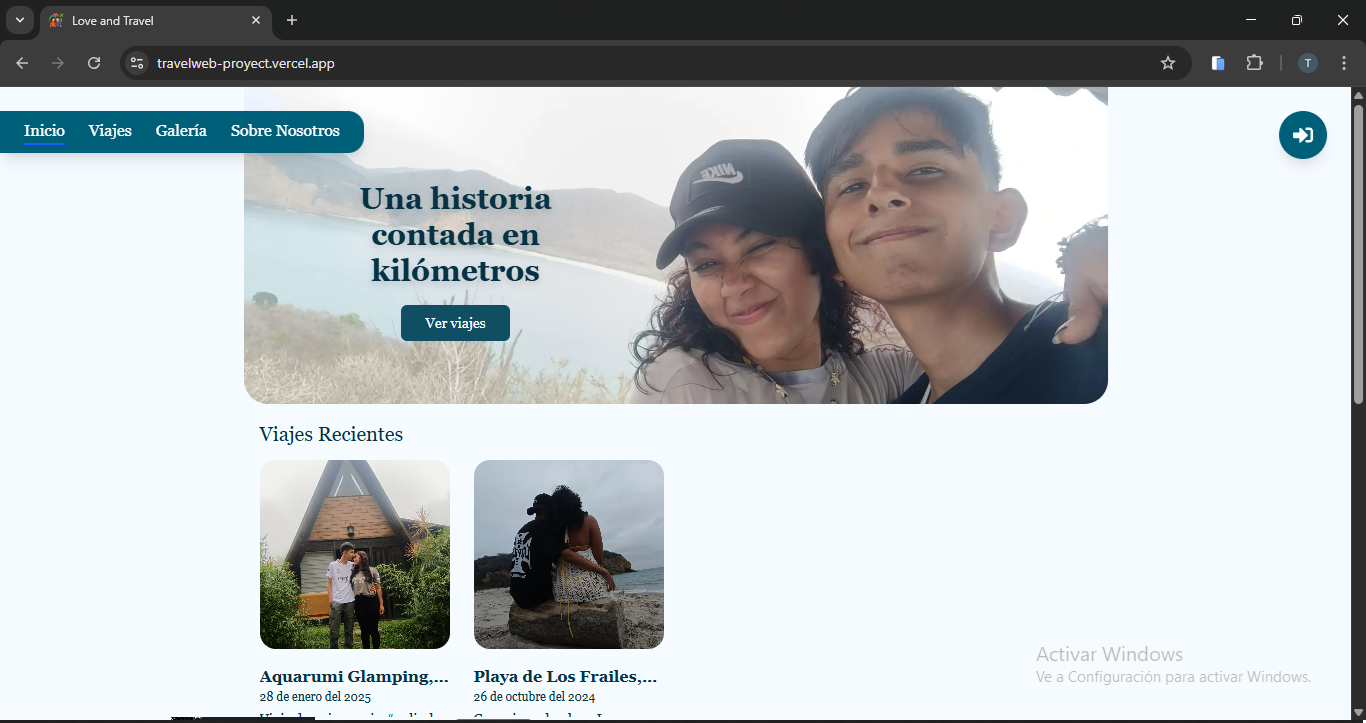 Love and Travel
travelweb-proyect.vercel.app
T
Inicio Viajes Galería Sobre Nosotros
NIKE
Una historia
contada en
kilómetros
Ver viajes
Viajes Recientes
Aquarumi Glamping,... Playa de Los Frailes,...
28 de enero del 2025 26 de octubre del 2024
Activar Windows
Ve a Configuración para activar Windows.